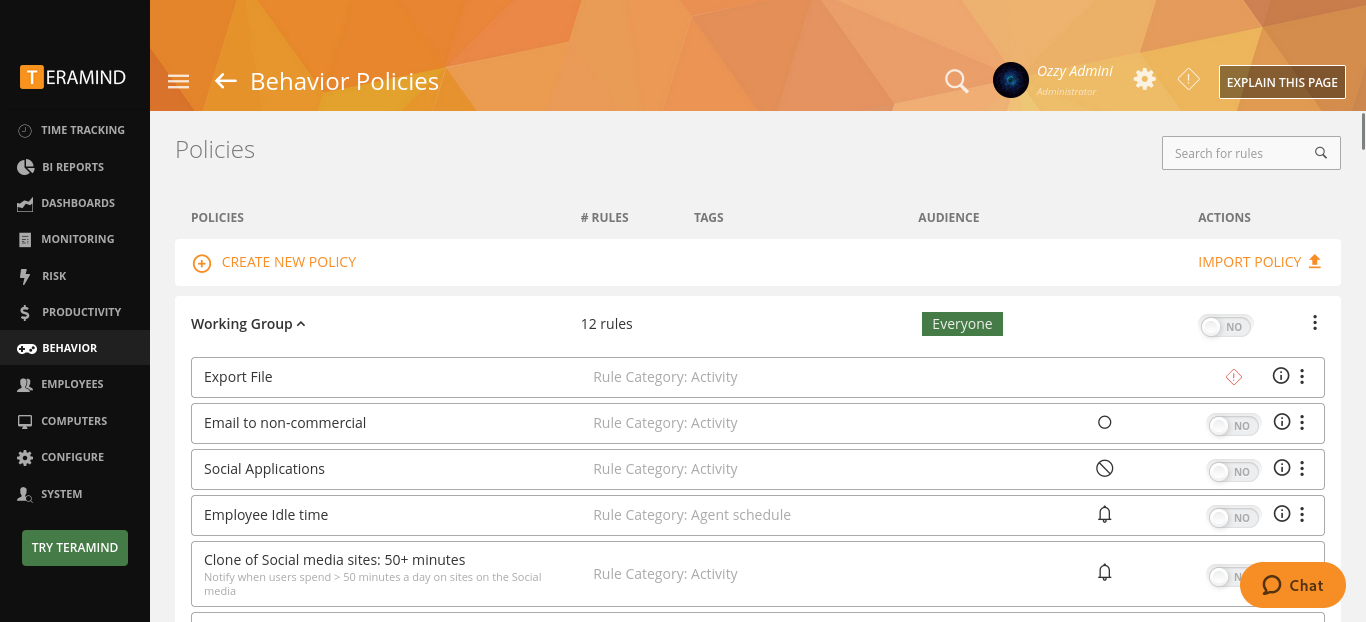 TERAMIND
Behavior Policies
Ozzy Admini
Administrator
EXPLAIN THIS PAGE
TIME TRACKING
BI REPORTS
DASHBOARDS
MONITORING
RISK
PRODUCTIVITY
BEHAVIOR
EMPLOYEES
COMPUTERS
CONFIGURE
SYSTEM
TRY TERAMIND
Policies
Search for rules
POLICIES # RULES TAGS AUDIENCE ACTIONS
CREATE NEW POLICY IMPORT POLICY
Working Group 12 rules Everyone NO
Export File Rule Category: Activity
Email to non-commercial Rule Category: Activity NO
Social Applications Rule Category: Activity NO
Employee Idle time Rule Category: Agent schedule NO
Clone of Social media sites: 50+ minutes
Notify when users spend > 50 minutes a day on sites on the Social
media
Rule Category: Activity
Chat